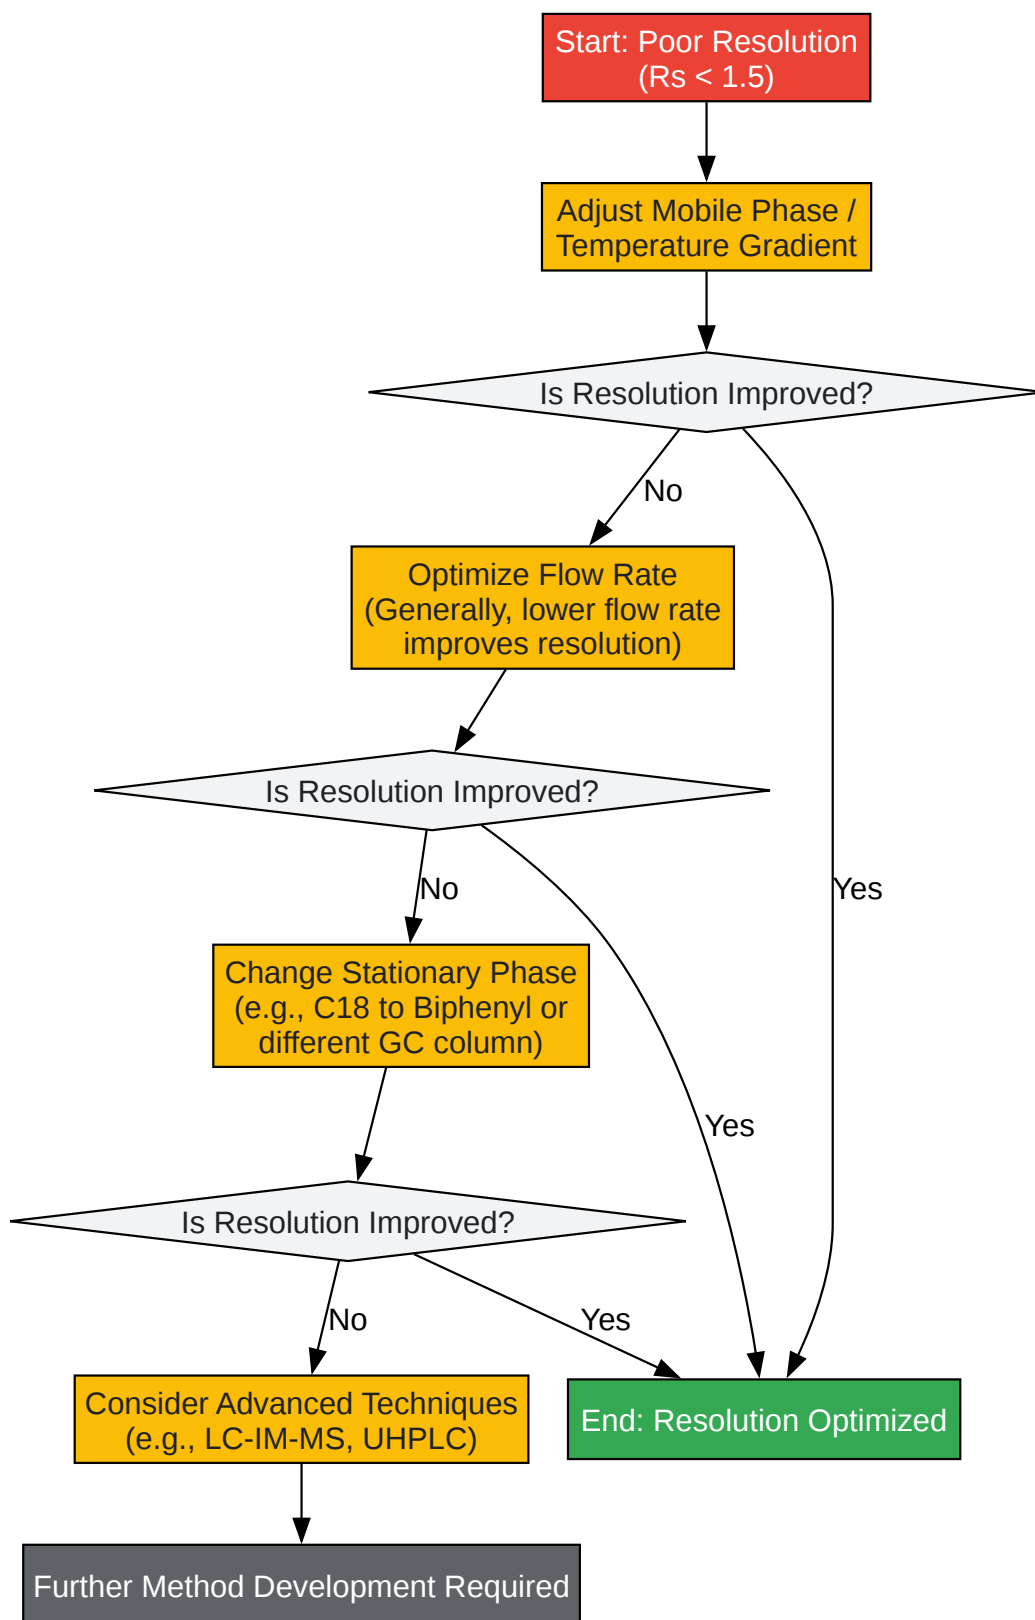 Start: Poor Resolution
(Rs < 1.5)
Adjust Mobile Phase /
Temperature Gradient
Is Resolution Improved?
No
Optimize Flow Rate
(Generally, lower flow rate
improves resolution)
Is Resolution Improved?
No
Yes
Change Stationary Phase
(e.g., C18 to Biphenyl or
different GC column)
Yes
Is Resolution Improved?
No
Yes
Consider Advanced Techniques
(e.g., LC-IM-MS, UHPLC)
End: Resolution Optimized
Further Method Development Required